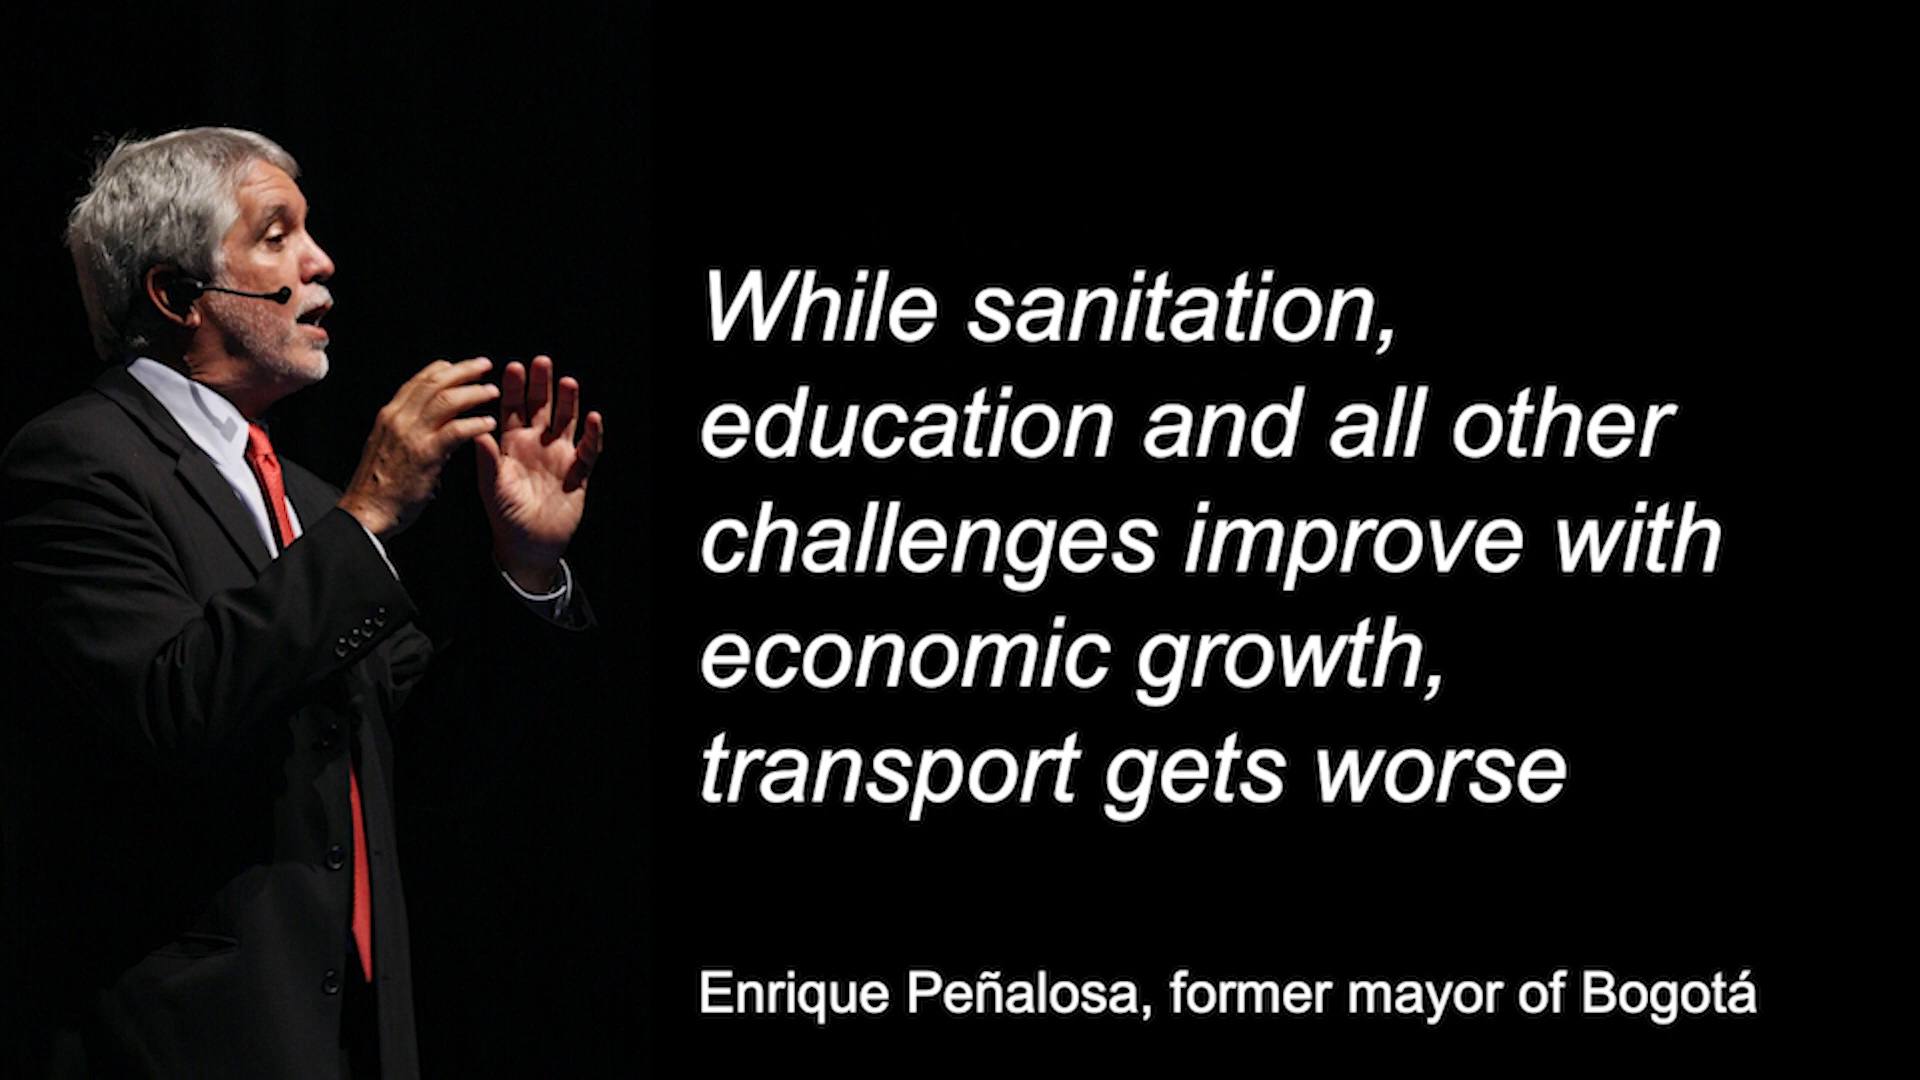 While sanitation,
education and all other
challenges improve with
economic growth,
transport gets worse
Enrique Peñalosa, former mayor of Bogotá